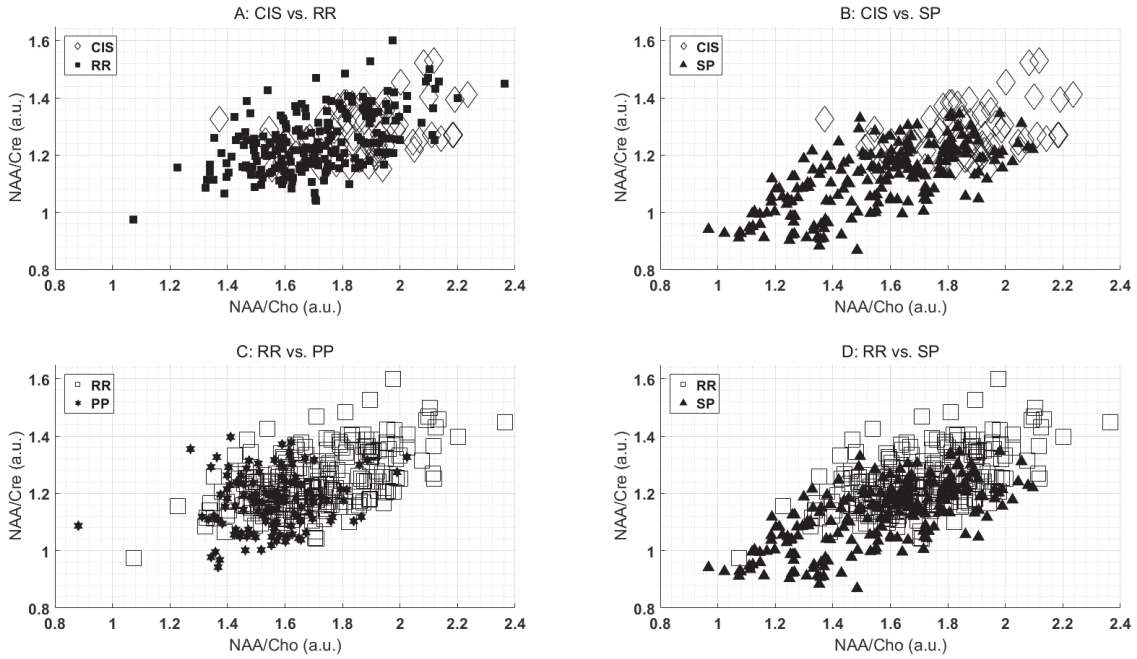 A: CIS vs. RR
CIS
RR
NAA/Cre (a.u.)
1.6
1.4
1.2
1
0.8
0.8 1 1.2 1.4 1.6 1.8 2 2.2 2.4
NAA/Cho (a.u.)
B: CIS vs. SP
CIS
SP
NAA/Cre (a.u.)
1.6
1.4
1.2
1
0.8
0.8 1 1.2 1.4 1.6 1.8 2 2.2 2.4
NAA/Cho (a.u.)
C: RR vs. PP
RR
PP
NAA/Cre (a.u.)
1.6
1.4
1.2
1
0.8
0.8 1 1.2 1.4 1.6 1.8 2 2.2 2.4
NAA/Cho (a.u.)
D: RR vs. SP
RR
SP
NAA/Cre (a.u.)
1.6
1.4
1.2
1
0.8
0.8 1 1.2 1.4 1.6 1.8 2 2.2 2.4
NAA/Cho (a.u.)